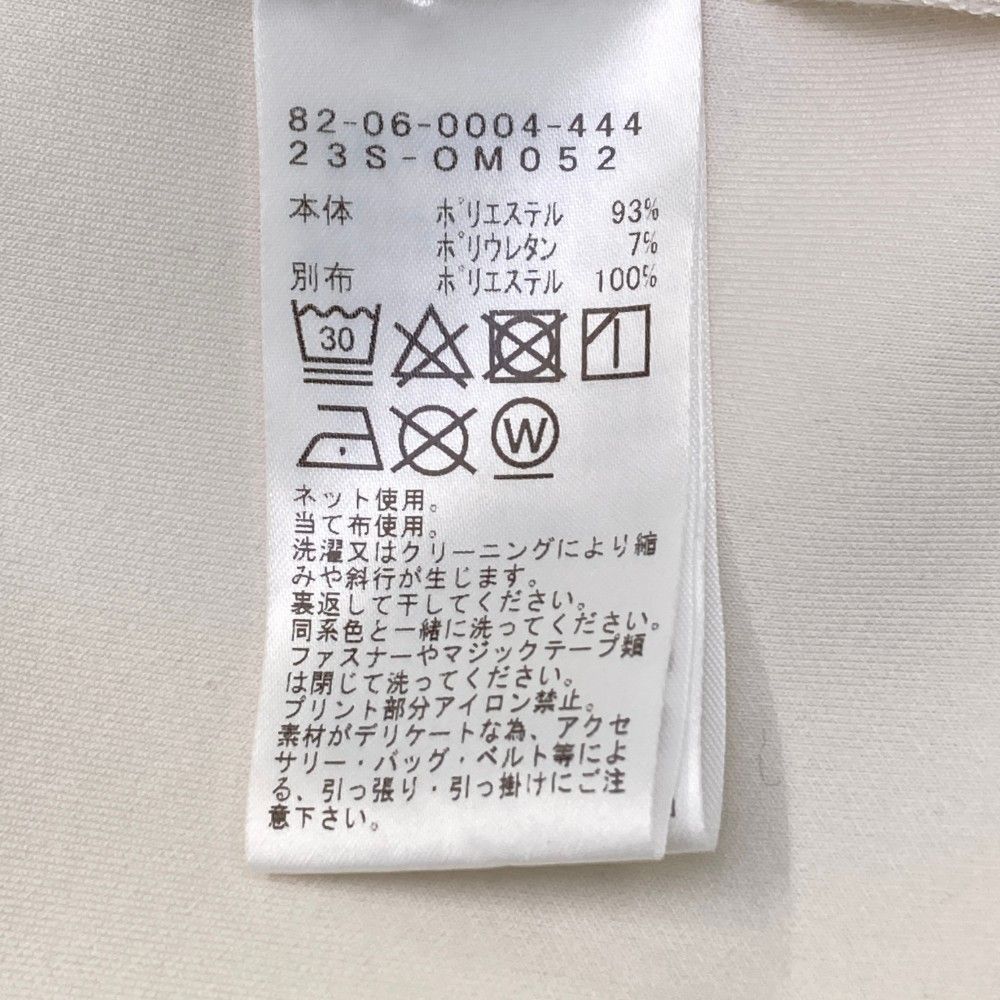 82-06-0004-444
23S-OM052
本体 ポリエステル 93%
ポリウレタン 7%
別布 ポリエステル 100%
30
W
ネット使用。
当て布使用。
洗濯又はクリーニングにより縮
みや斜行が生じます。
裏返して干してください。
同系色と一緒に洗ってください。
ファスナーやマジックテープ類
は閉じて洗ってください。
プリント部分アイロン禁止。
素材がデリケートな為、アクセ
サリー・バッグ・ベルト等によ
る、引っ張り・引っ掛けにご注
意下さい。